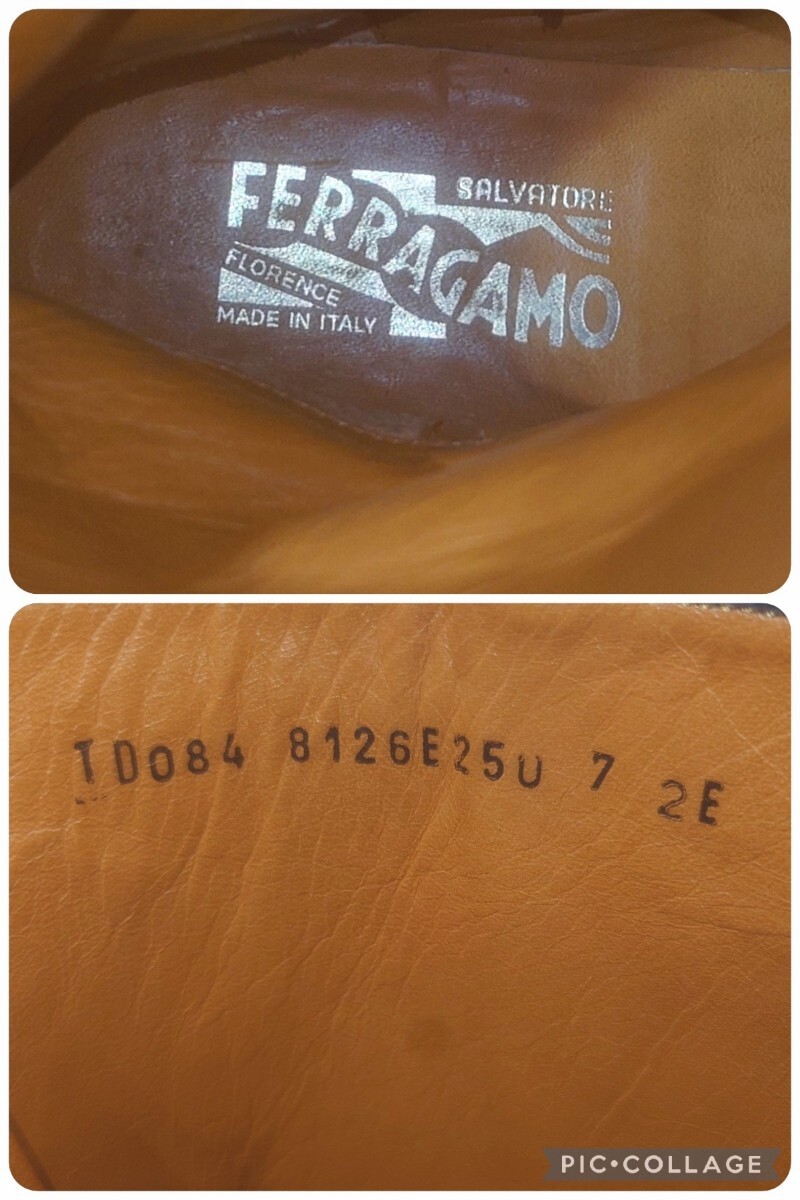 SALVATORE
FERRAGAMO
FLORENCE
MADE IN ITALY
TD084 8126E25U 7 2E
PIC•COLLAGE